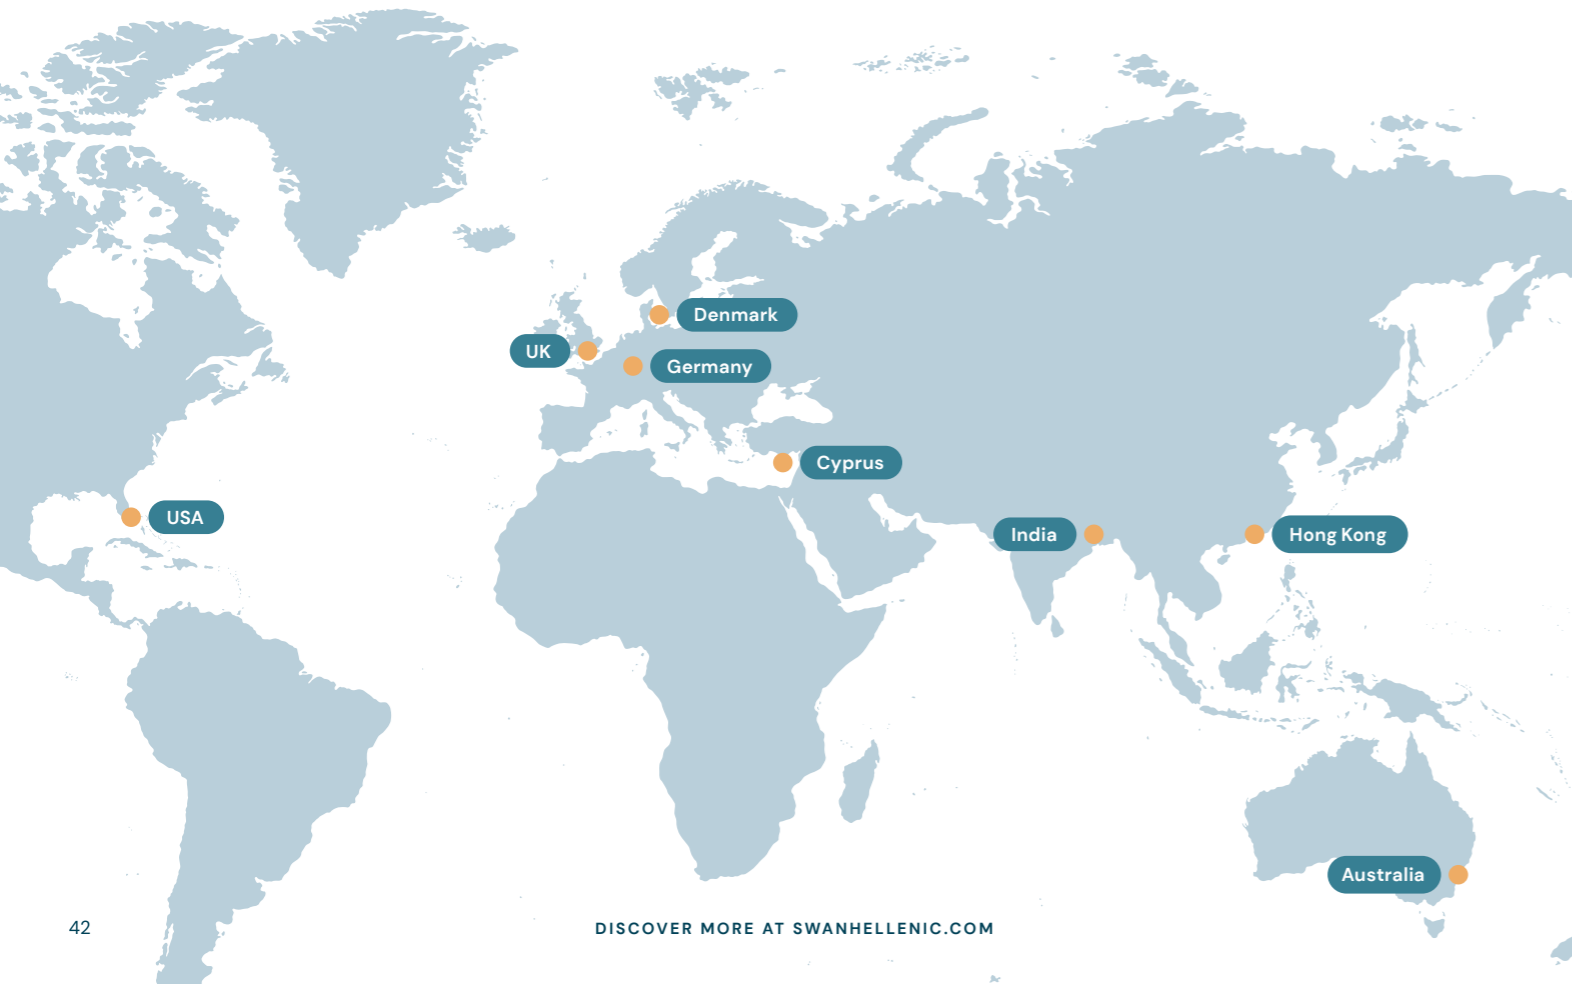 Denmark
UK
Germany
Cyprus
USA
India
Hong Kong
Australia
42
DISCOVER MORE AT SWANHELLENIC.COM